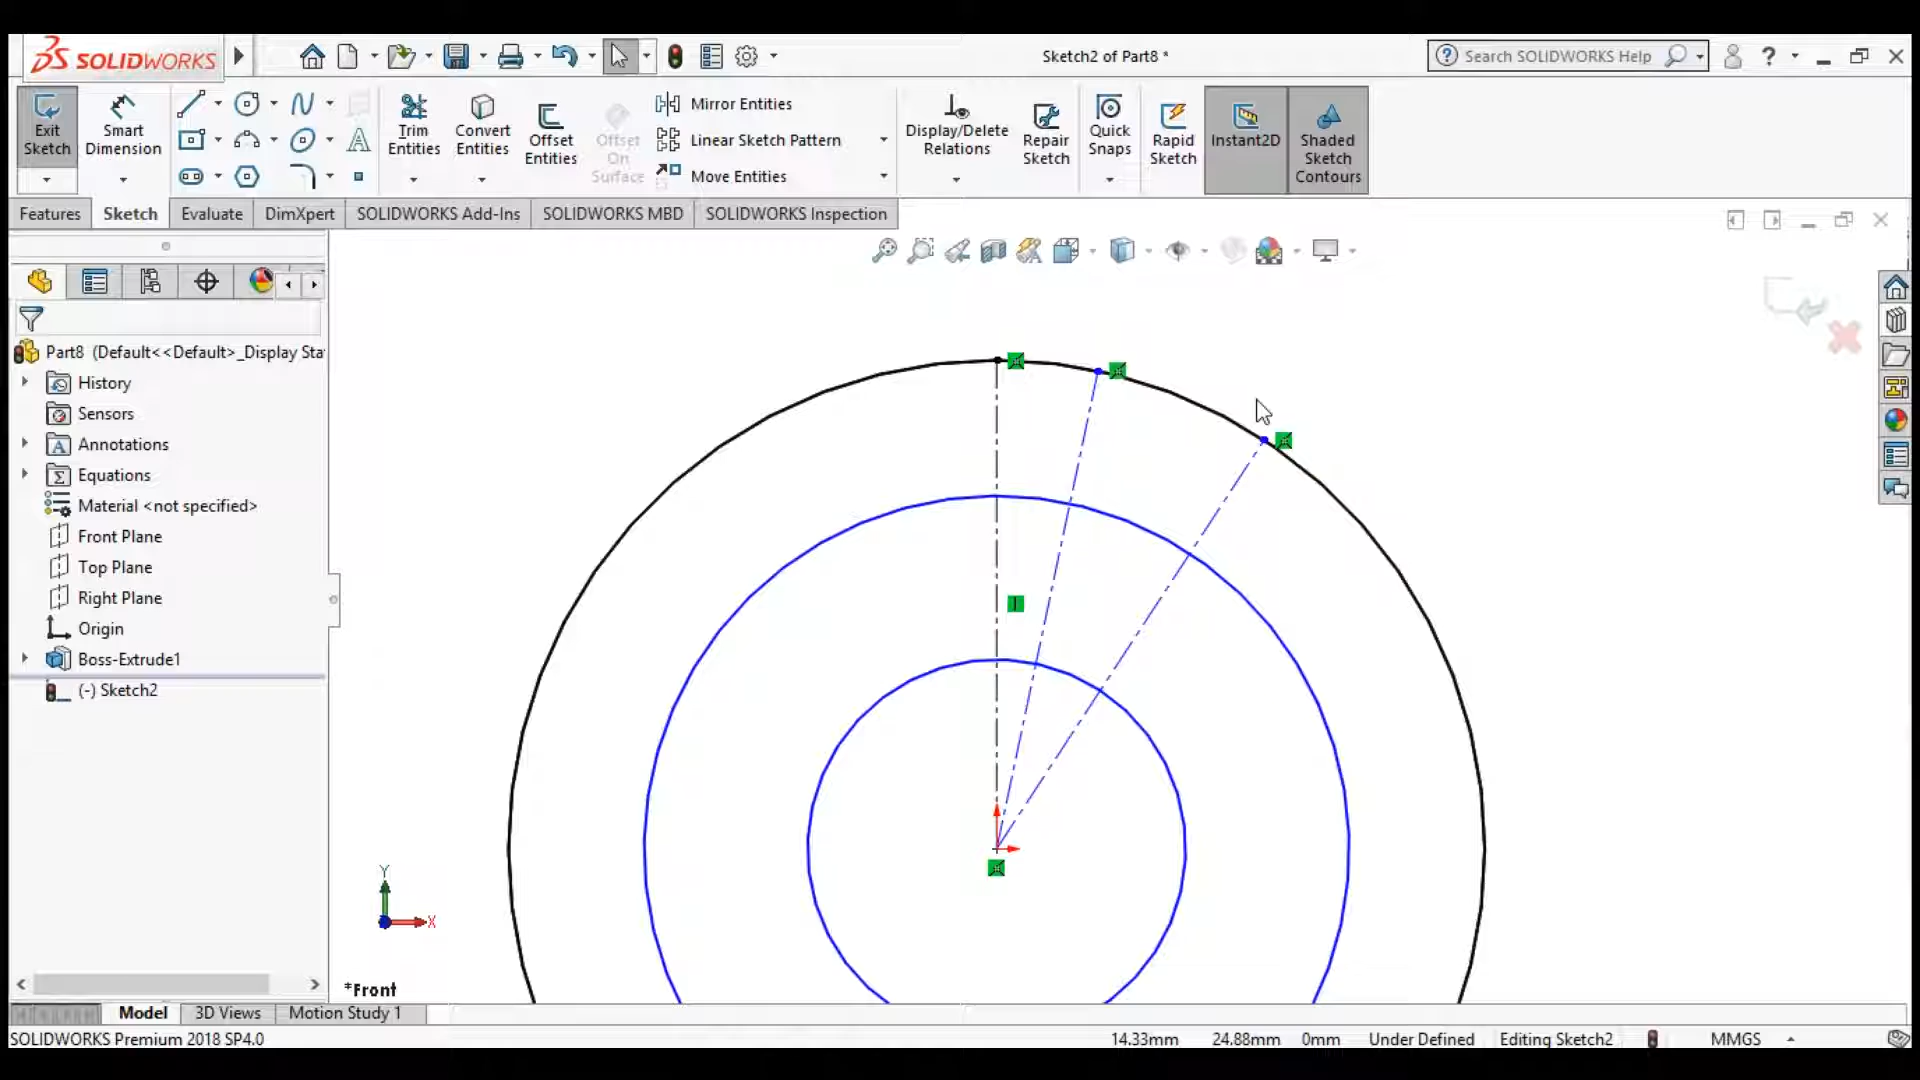 SOLIDWORKS
Sketch2 of Part8 *
Search SOLIDWORKS Help
Exit Sketch
Smart Dimension
Trim Entities
Convert Entities
Offset Entities
Offset On Surface
Mirror Entities
Linear Sketch Pattern
Move Entities
Display/Delete Relations
Repair Sketch
Quick Snaps
Rapid Sketch
Instant2D
Shaded Sketch Contours
Features
Sketch
Evaluate
DimXpert
SOLIDWORKS Add-Ins
SOLIDWORKS MBD
SOLIDWORKS Inspection
Part8 (Default<<Default>_Display Sta
History
Sensors
Annotations
Equations
Material <not specified>
Front Plane
Top Plane
Right Plane
Origin
Boss-Extrude1
(-) Sketch2
Y
X
*Front
Model
3D Views
Motion Study 1
SOLIDWORKS Premium 2018 SP4.0
14.33mm
24.88mm
0mm
Under Defined
Editing Sketch2
MMGS